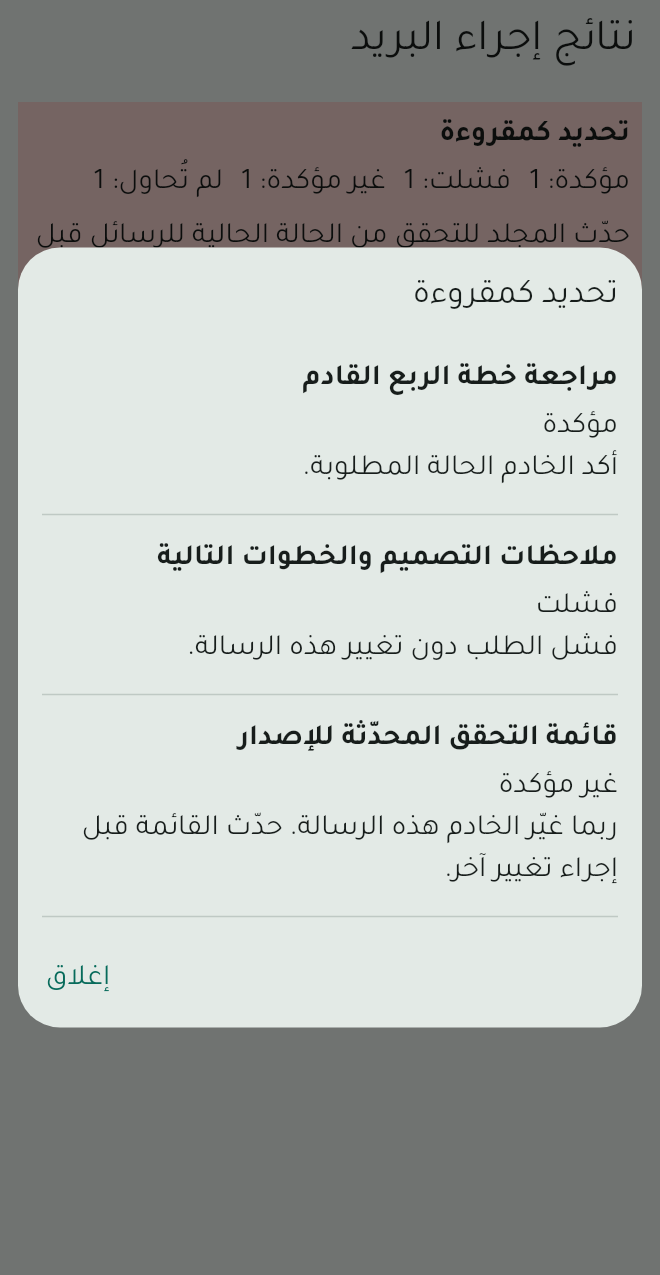 نتائج إجراء البريد
تحديد كمقروءة
مؤكدة: 1 فشلت: 1 غير مؤكدة: 1 لم تُحاول: 1
حدّث المجلد للتحقق من الحالة الحالية للرسائل قبل
تحديد كمقروءة
مراجعة خطة الربع القادم
مؤكدة
أكد الخادم الحالة المطلوبة.
ملاحظات التصميم والخطوات التالية
فشلت
فشل الطلب دون تغيير هذه الرسالة.
قائمة التحقق المحدّثة للإصدار
غير مؤكدة
ربما غيّر الخادم هذه الرسالة. حدّث القائمة قبل
إجراء تغيير آخر.
إغلاق